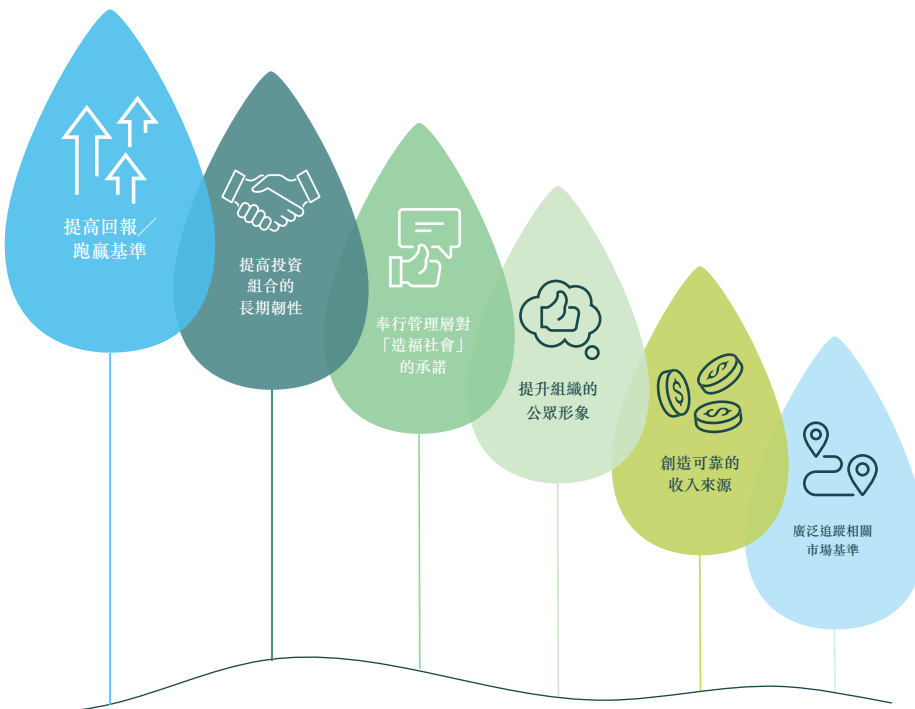 提高回報／
跑贏基準
提高投資
組合的
長期韌性
奉行管理層對
「造福社會」
的承諾
提升組織的
公眾形象
創造可靠的
收入來源
廣泛追蹤相關
市場基準